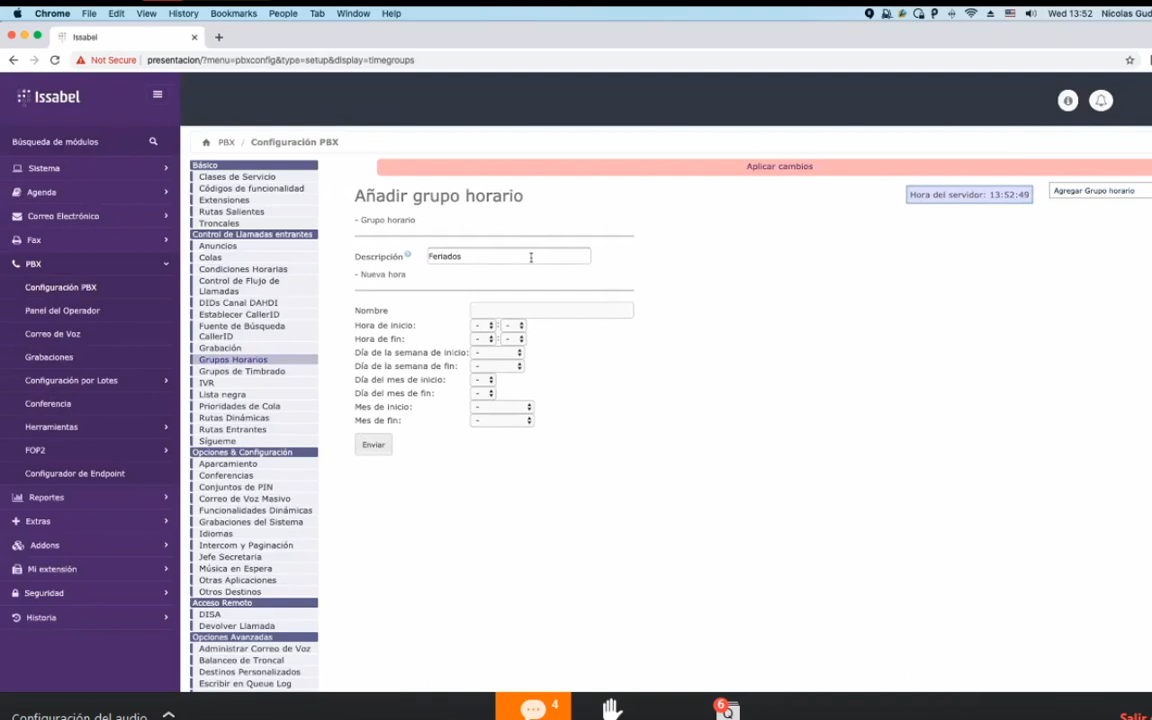 Chrome File Edit View History Bookmarks People Tab Window Help Wed 13:52 Nicolas Gud
Issabel
Not Secure presentacion/?menu=pbxconfig&type=setup&display=timegroups
Issabel
Búsqueda de módulos
Sistema
Agenda
Correo Electrónico
Fax
PBX
Configuración PBX
Panel del Operador
Correo de Voz
Grabaciones
Configuración por Lotes
Conferencia
Herramientas
FOP2
Configurador de Endpoint
Reportes
Extras
Addons
Mi extensión
Seguridad
Historia
PBX / Configuración PBX
Básico
Clases de Servicio
Códigos de funcionalidad
Extensiones
Rutas Salientes
Troncales
Control de Llamadas entrantes
Anuncios
Colas
Condiciones Horarias
Control de Flujo de
Llamadas
DIDs Canal DAHDI
Establecer CallerID
Fuente de Búsqueda
CallerID
Grabación
Grupos Horarios
Grupos de Timbrado
IVR
Lista negra
Prioridades de Cola
Rutas Dinámicas
Rutas Entrantes
Sígueme
Opciones & Configuración
Aparcamiento
Conferencias
Conjuntos de PIN
Correo de Voz Masivo
Funcionalidades Dinámicas
Grabaciones del Sistema
Idiomas
Intercom y Paginación
Jefe Secretaria
Música en Espera
Otras Aplicaciones
Otros Destinos
Acceso Remoto
DISA
Devolver Llamada
Opciones Avanzadas
Administrar Correo de Voz
Balanceo de Troncal
Destinos Personalizados
Escribir en Queue Log
Aplicar cambios
Añadir grupo horario
Hora del servidor: 13:52:49
Agregar Grupo horario
- Grupo horario
Descripción Feriados
- Nueva hora
Nombre
Hora de inicio: - : -
Hora de fin: - : -
Día de la semana de inicio: -
Día de la semana de fin: -
Día del mes de inicio: -
Día del mes de fin: -
Mes de inicio: -
Mes de fin: -
Enviar
Configuración del audio 4 6 Salir